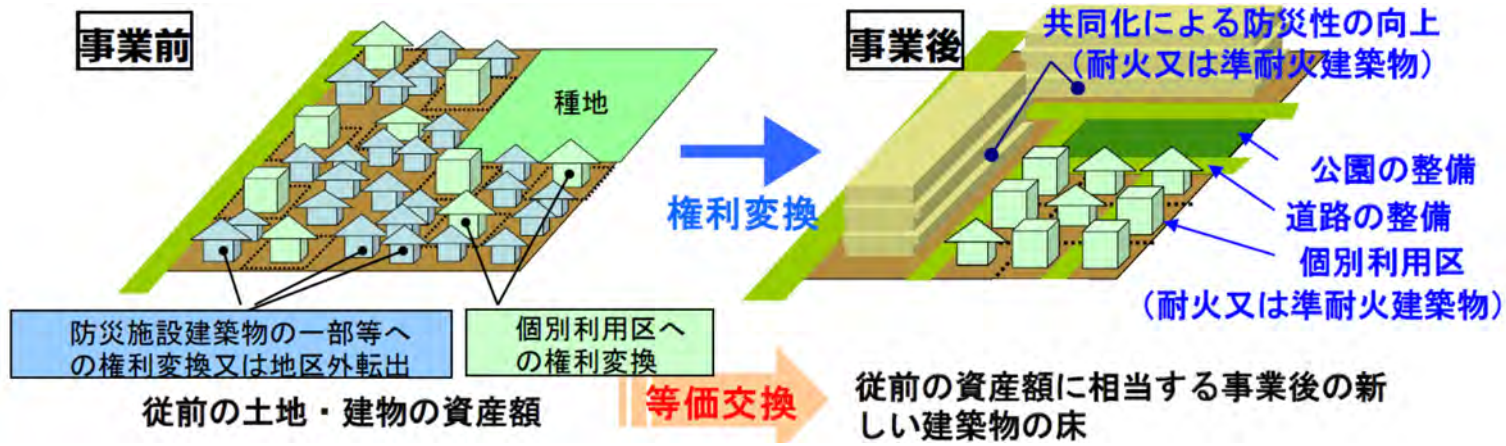 事業前
種地
防災施設建築物の一部等へ
の権利変換又は地区外転出
個別利用区へ
の権利変換
従前の土地・建物の資産額
権利変換
等価交換
事業後
共同化による防災性の向上
（耐火又は準耐火建築物）
公園の整備
道路の整備
個別利用区
（耐火又は準耐火建築物）
従前の資産額に相当する事業後の新
しい建築物の床